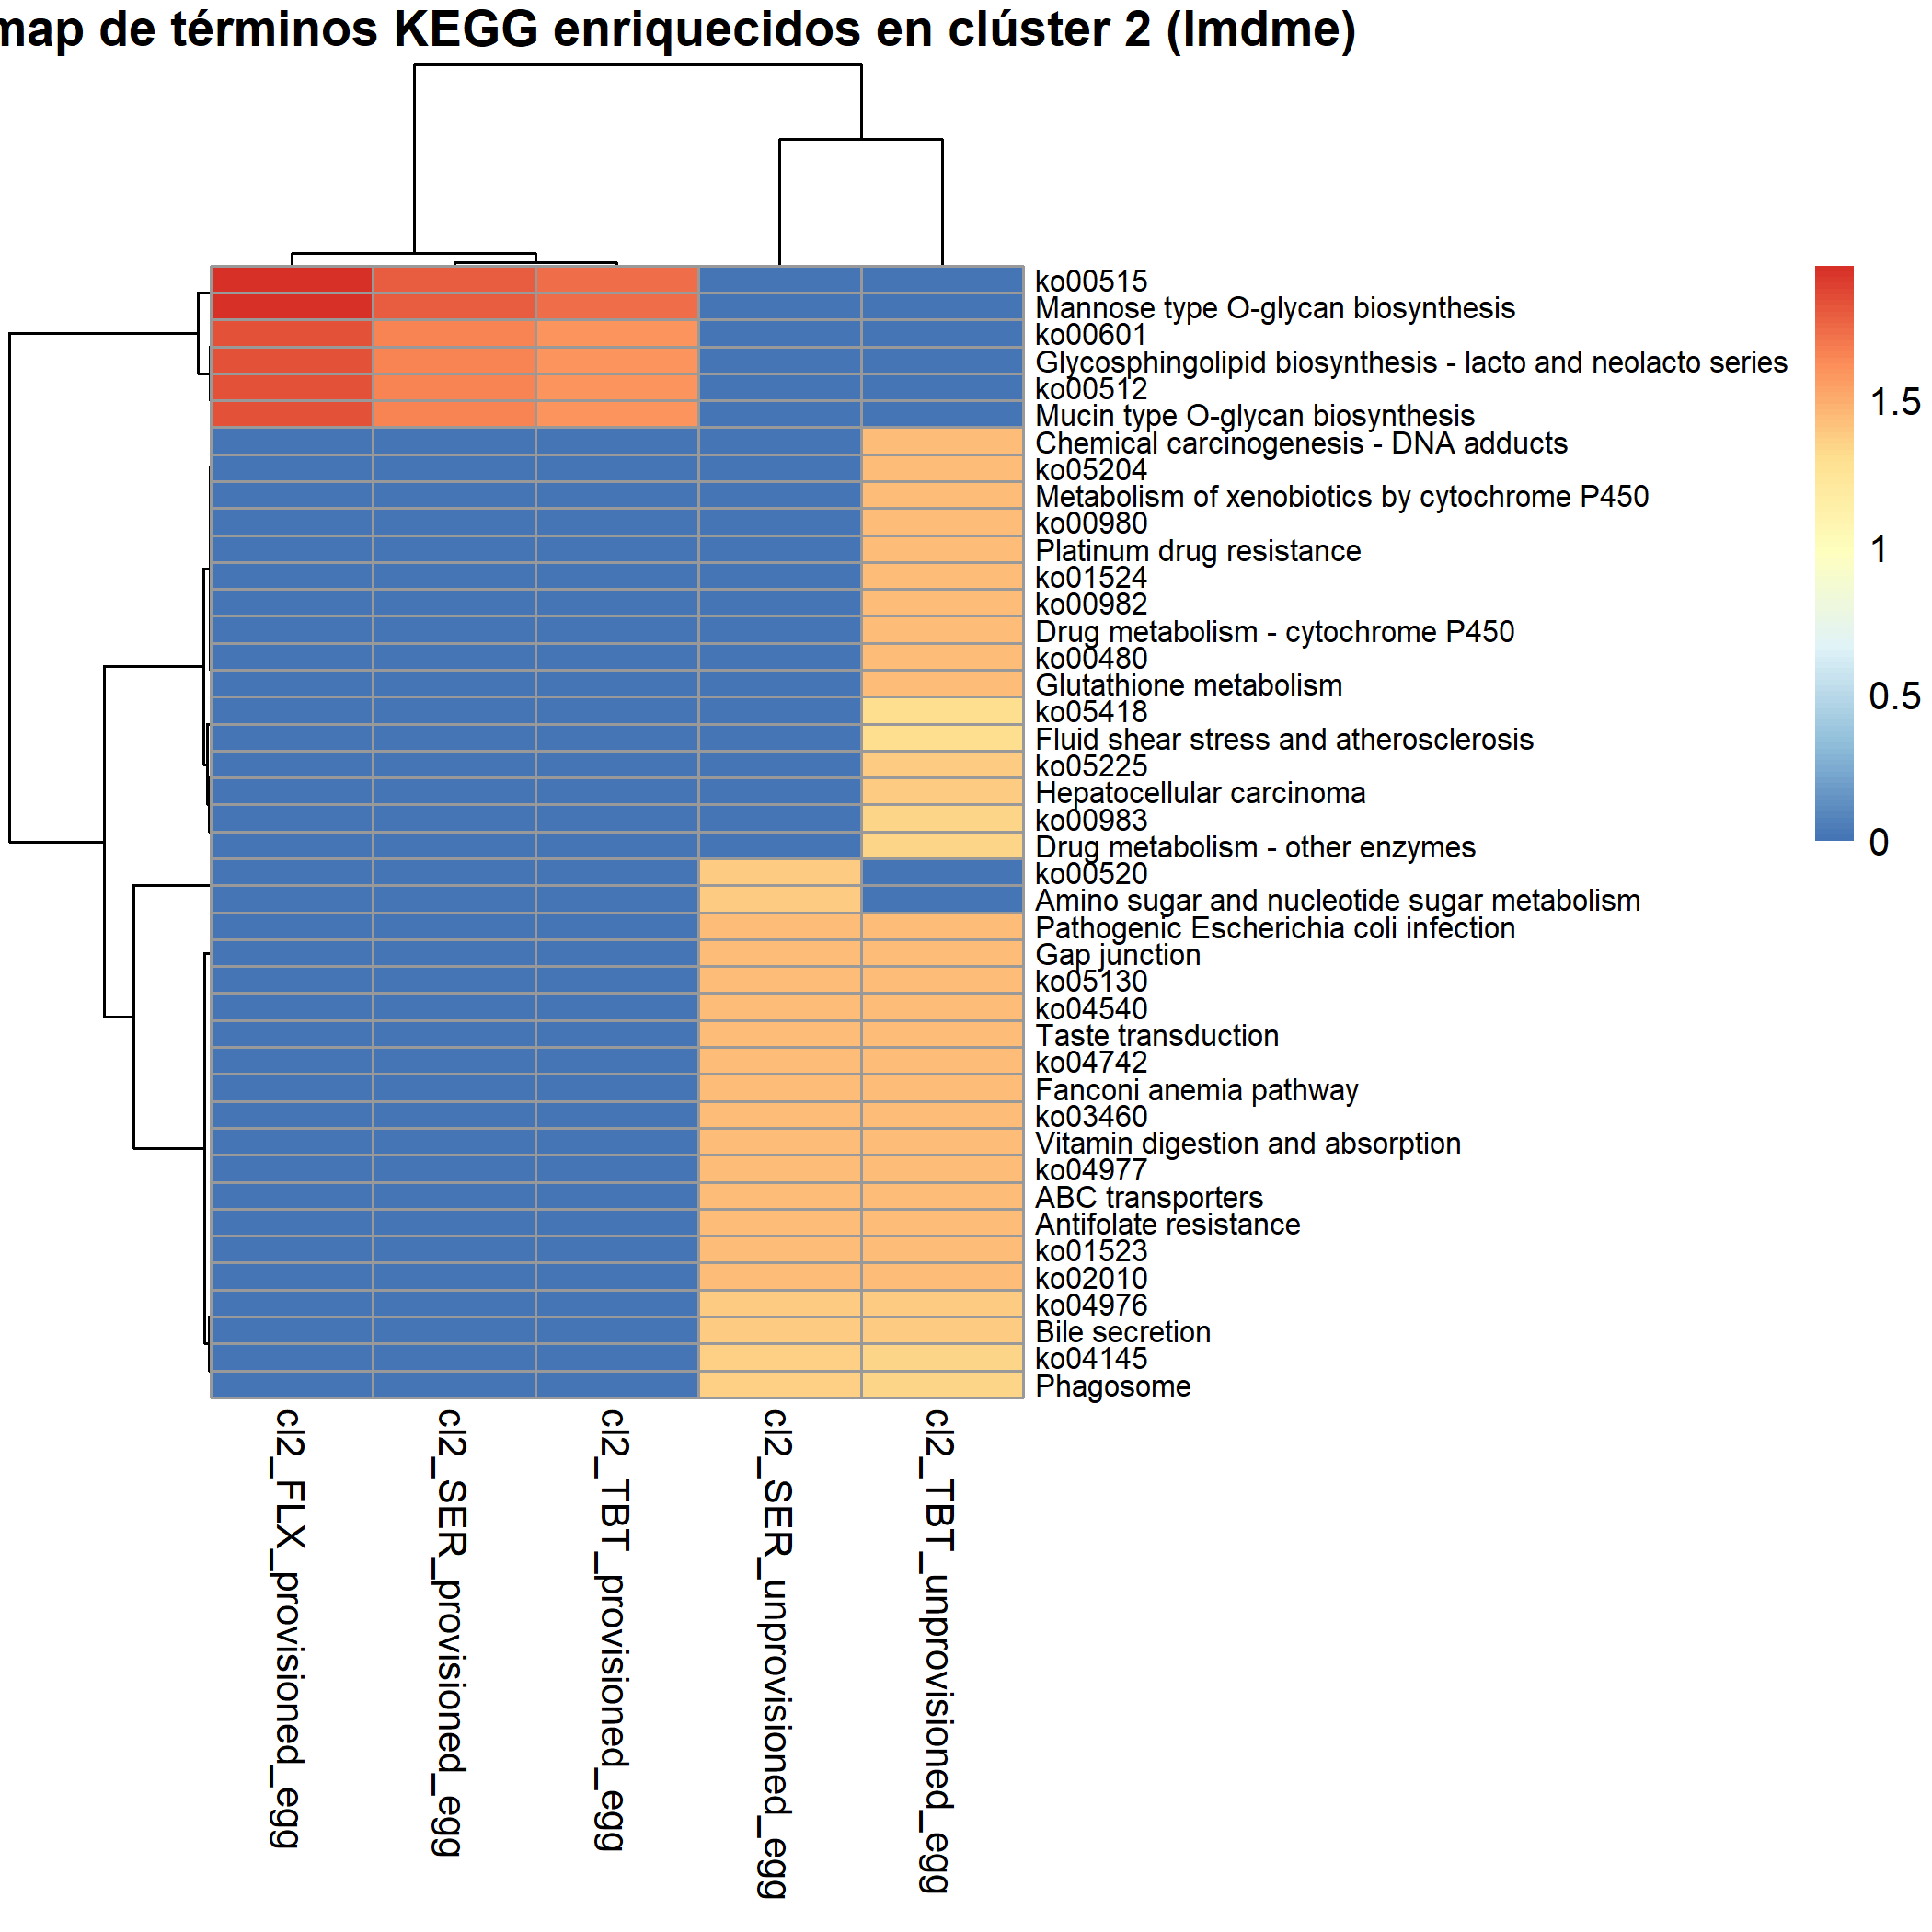 map de términos KEGG enriquecidos en clúster 2 (lmdme)
ko00515
Mannose type O-glycan biosynthesis
ko00601
Glycosphingolipid biosynthesis - lacto and neolacto series
ko00512
Mucin type O-glycan biosynthesis
Chemical carcinogenesis - DNA adducts
ko05204
Metabolism of xenobiotics by cytochrome P450
ko00980
Platinum drug resistance
ko01524
ko00982
Drug metabolism - cytochrome P450
ko00480
Glutathione metabolism
ko05418
Fluid shear stress and atherosclerosis
ko05225
Hepatocellular carcinoma
ko00983
Drug metabolism - other enzymes
ko00520
Amino sugar and nucleotide sugar metabolism
Pathogenic Escherichia coli infection
Gap junction
ko05130
ko04540
Taste transduction
ko04742
Fanconi anemia pathway
ko03460
Vitamin digestion and absorption
ko04977
ABC transporters
Antifolate resistance
ko01523
ko02010
ko04976
Bile secretion
ko04145
Phagosome
1.5
1
0.5
0
cl2_FLX_provisioned_egg
cl2_SER_provisioned_egg
cl2_TBT_provisioned_egg
cl2_SER_unprovisioned_egg
cl2_TBT_unprovisioned_egg